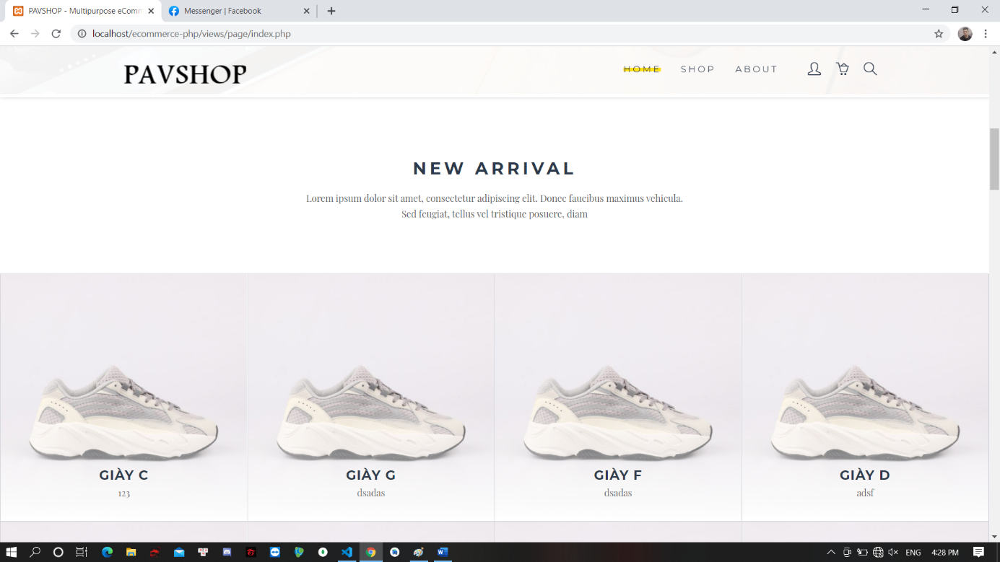 PAVSHOP - Multipurpose eComm
Messenger | Facebook
localhost/ecommerce-php/views/page/index.php
PAVSHOP
HOME
SHOP
ABOUT
NEW ARRIVAL
Lorem ipsum dolor sit amet, consectetur adipiscing elit. Donec faucibus maximus vehicula.
Sed feugiat, tellus vel tristique posuere, diam
GIÀY C
GIÀY G
GIÀY F
GIÀY D
123
dsadas
dsadas
adsf
ENG
4:28 PM